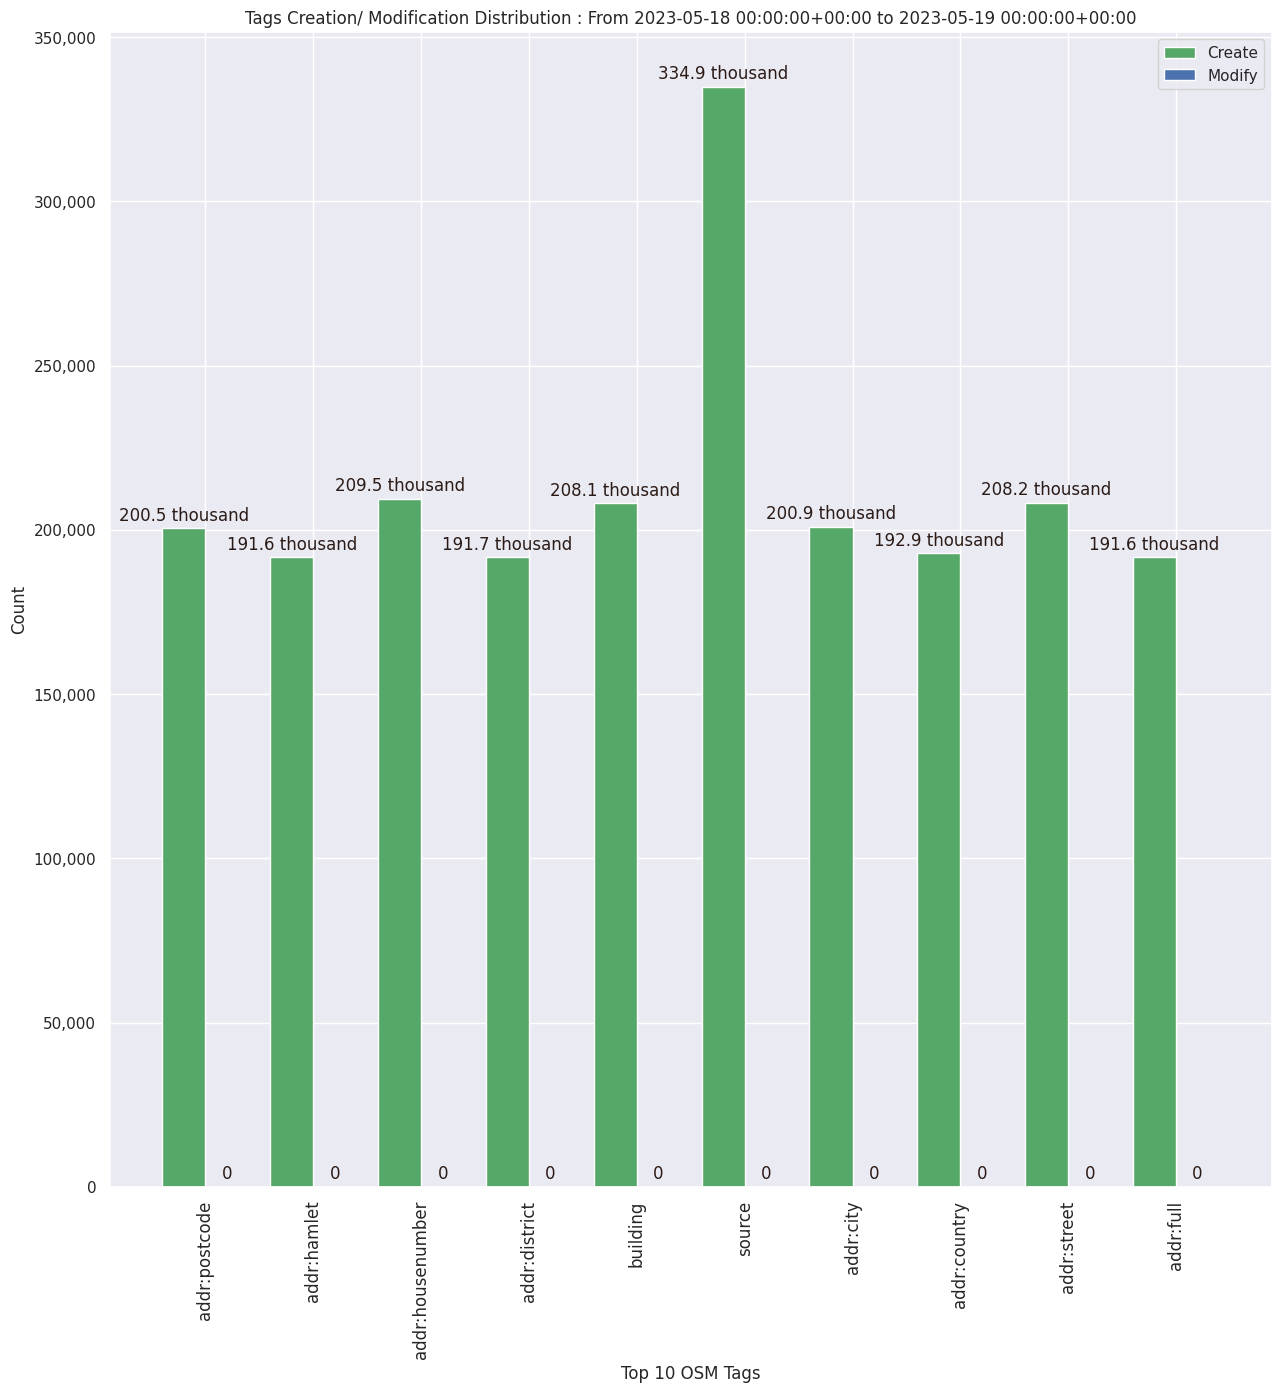 Tags Creation/ Modification Distribution : From 2023-05-18 00:00:00+00:00 to 2023-05-19 00:00:00+00:00
Create
Modify
350,000
300,000
250,000
200,000
150,000
100,000
50,000
0
Count
200.5 thousand
191.6 thousand
209.5 thousand
191.7 thousand
208.1 thousand
334.9 thousand
200.9 thousand
192.9 thousand
208.2 thousand
191.6 thousand
0
0
0
0
0
0
0
0
0
0
addr:postcode
addr:hamlet
addr:housenumber
addr:district
building
source
addr:city
addr:country
addr:street
addr:full
Top 10 OSM Tags